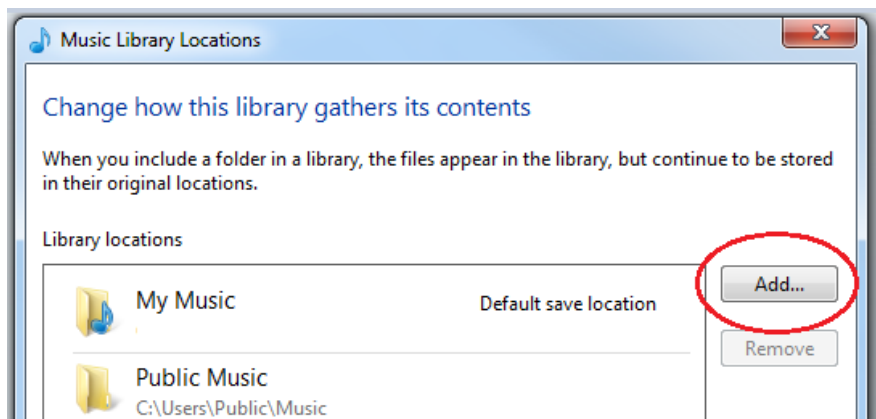 Music Library Locations
Change how this library gathers its contents
When you include a folder in a library, the files appear in the library, but continue to be stored
in their original locations.
Library locations
My Music
Default save location
Add...
Remove
Public Music
C:\Users\Public\Music